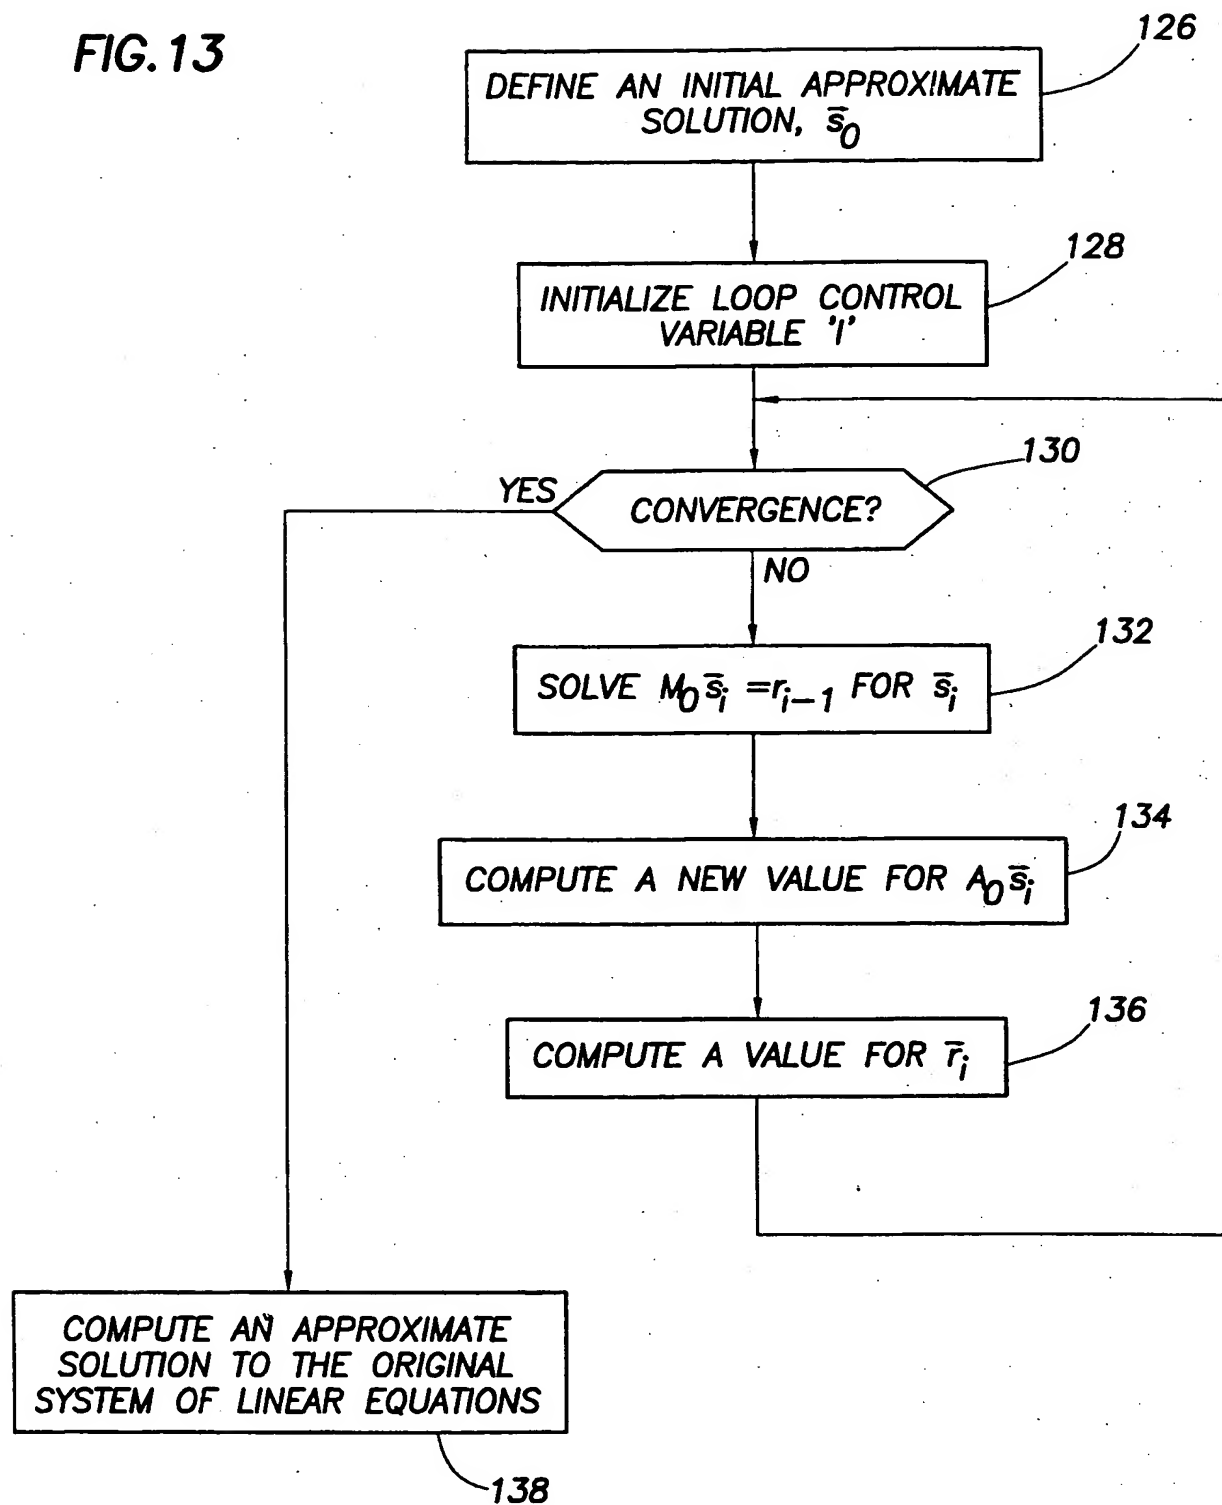 FIG. 13
126
DEFINE AN INITIAL APPROXIMATE
SOLUTION, s̄₀
128
INITIALIZE LOOP CONTROL
VARIABLE 'I'
130
YES
CONVERGENCE?
NO
132
SOLVE M₀s̄ᵢ =rᵢ₋₁ FOR s̄ᵢ
134
COMPUTE A NEW VALUE FOR A₀s̄ᵢ
136
COMPUTE A VALUE FOR r̄ᵢ
COMPUTE AN APPROXIMATE
SOLUTION TO THE ORIGINAL
SYSTEM OF LINEAR EQUATIONS
138